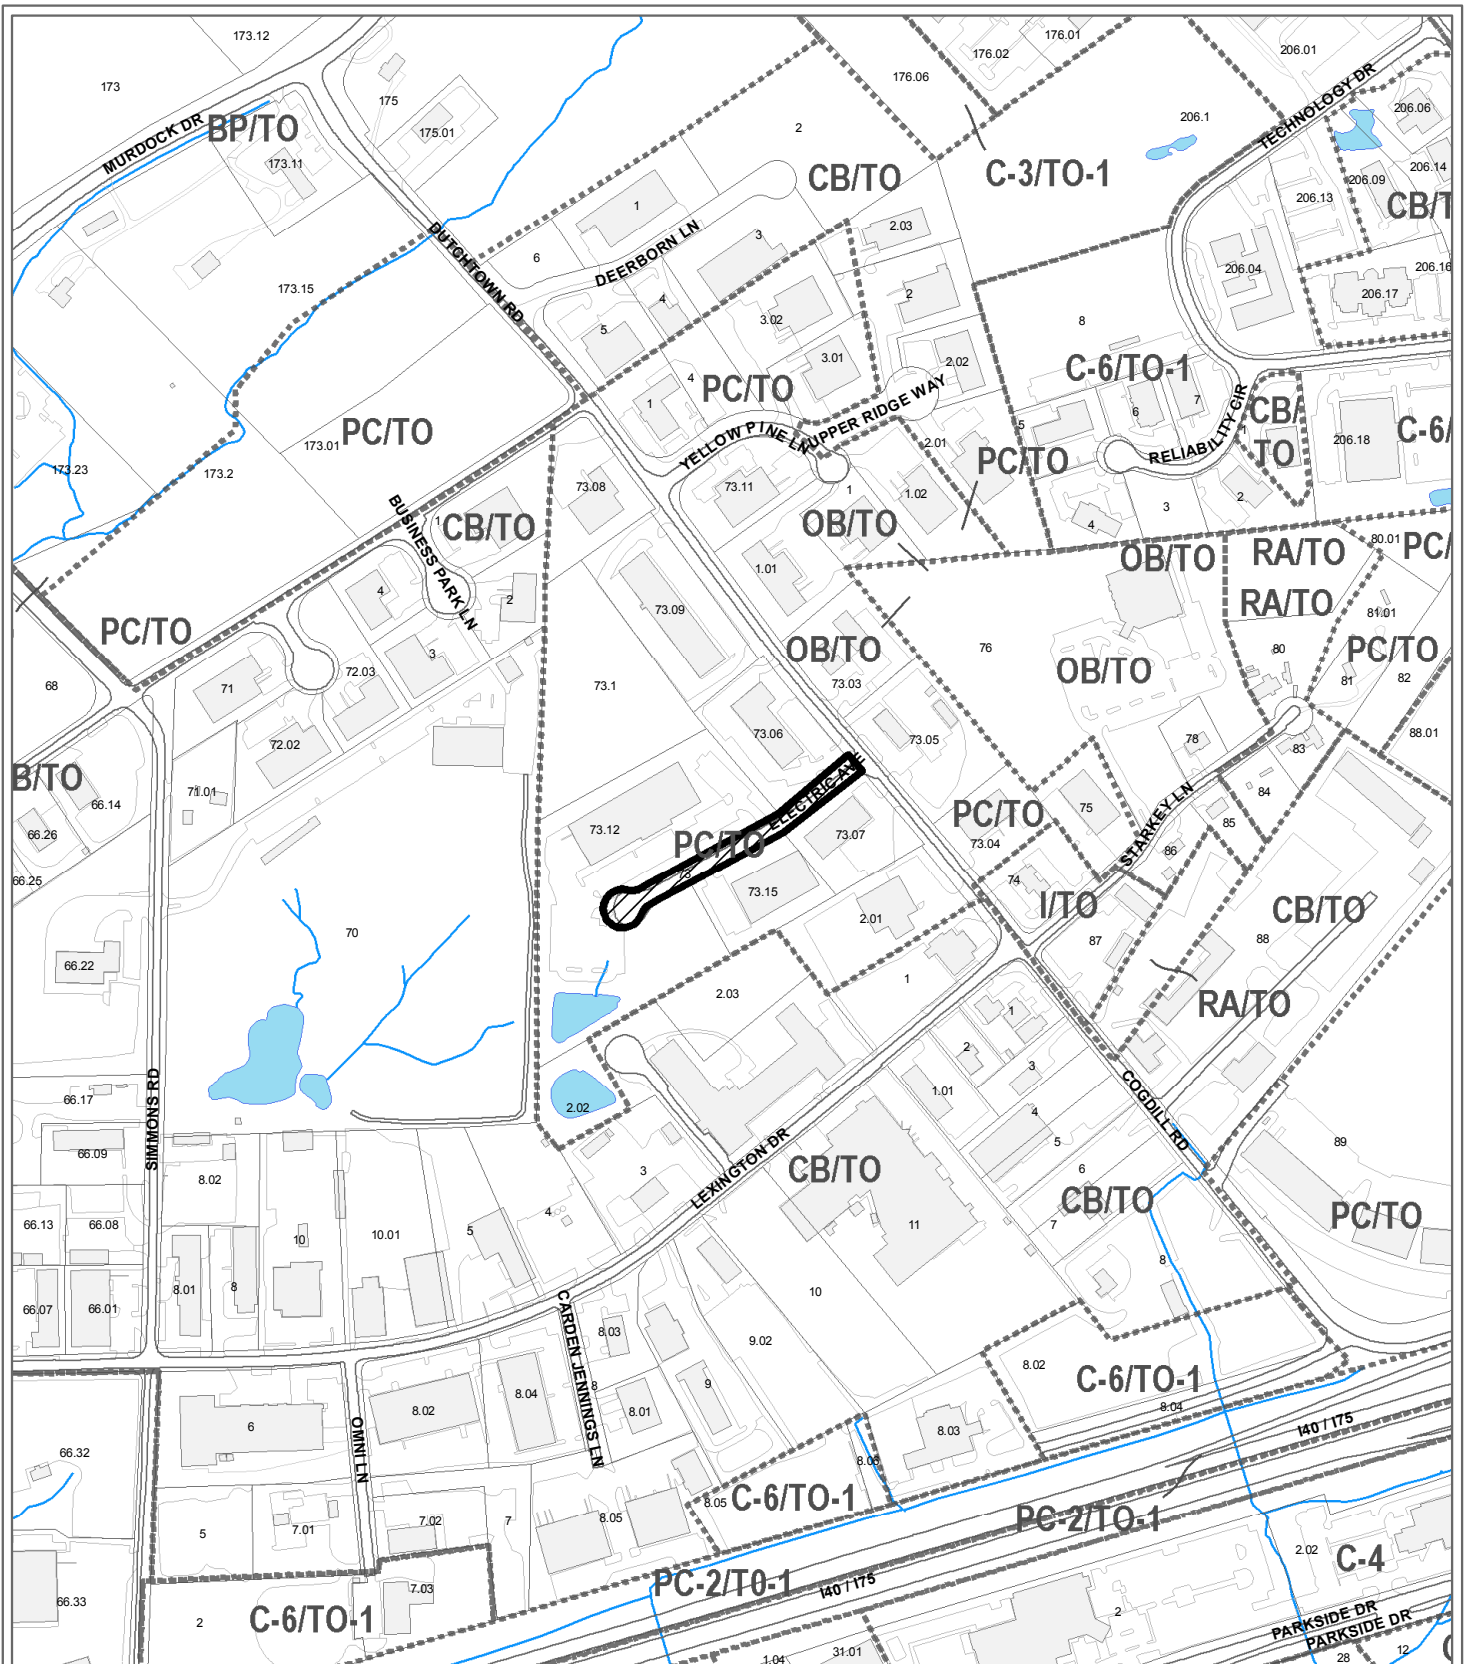 173.12
173
MURDOCK DR
BP/TO
173.11
175
175.01
176.02
176.01
176.06
206.01
206.1
TECHNOLOGY DR
206.06
206.14
206.09
206.13
CB/T
2
CB/TO
C-3/TO-1
1
2.03
3
DEERBORN LN
6
DUTCHTOWN RD
173.15
206.04
206.16
206.17
4
5
3.02
2
8
3.01
2.02
C-6/TO-1
4
1
PC/TO
UPPER RIDGE WAY
YELLOW PINE LN
2.01
5
6
7
RELIABILITY CIR
CB/
TO
1
206.18
C-6/
173.01
PC/TO
173.23
173.2
73.08
73.11
1
1.02
PC/TO
BUSINESS PARK LN
1
CB/TO
OB/TO
2
3
4
OB/TO
RA/TO
80.01
PC/
1.01
4
2
73.09
RA/TO
81.01
PC/TO
OB/TO
76
80
PC/TO
3
72.03
68
71
73.1
73.03
OB/TO
81
82
73.06
73.05
78
83
88.01
72.02
ELECTRIC AVE
B/TO
66.14
71.01
75
84
STARKEY LN
85
66.26
73.12
PC/TO
73.07
PC/TO
73.04
86
66.25
73
73.15
74
I/TO
CB/TO
2.01
87
88
70
66.22
1
2.03
RA/TO
1
2
3
66.17
2.02
1.01
COGDILL RD
4
SIMMONS RD
66.09
LEXINGTON DR
5
89
8.02
3
CB/TO
6
CB/TO
66.13
66.08
4
5
11
7
PC/TO
10
10.01
8
8.01
8
10
66.07
66.01
CARDEN JENNINGS LN
8.03
9.02
8.02
C-6/TO-1
8.04
8
9
8.01
8.04
8.02
6
OMNI LN
8.03
I40 / I75
66.32
8.06
8.05
C-6/TO-1
PC-2/TO-1
5
7.01
7.02
7
8.05
2.02
C-4
PC-2/T0-1
I40 / I75
66.33
7.03
2
C-6/TO-1
2
PARKSIDE DR
PARKSIDE DR
1.04
31.01
28
12